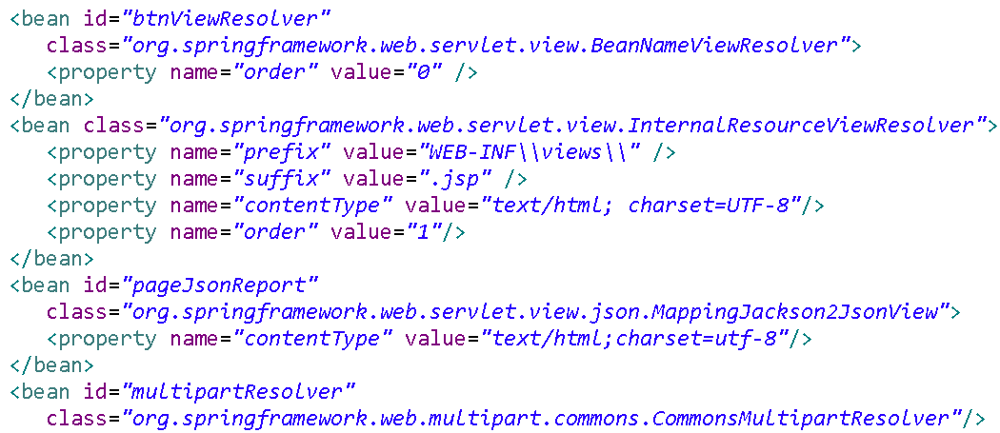 <bean id="btnViewResolver"
class="org.springframework.web.servlet.view.BeanNameViewResolver">
<property name="order" value="0" />
</bean>
<bean class="org.springframework.web.servlet.view.InternalResourceViewResolver">
<property name="prefix" value="WEB-INF\\views\\" />
<property name="suffix" value=".jsp" />
<property name="contentType" value="text/html; charset=UTF-8"/>
<property name="order" value="1"/>
</bean>
<bean id="pageJsonReport"
class="org.springframework.web.servlet.view.json.MappingJackson2JsonView">
<property name="contentType" value="text/html;charset=utf-8"/>
</bean>
<bean id="multipartResolver"
class="org.springframework.web.multipart.commons.CommonsMultipartResolver"/>